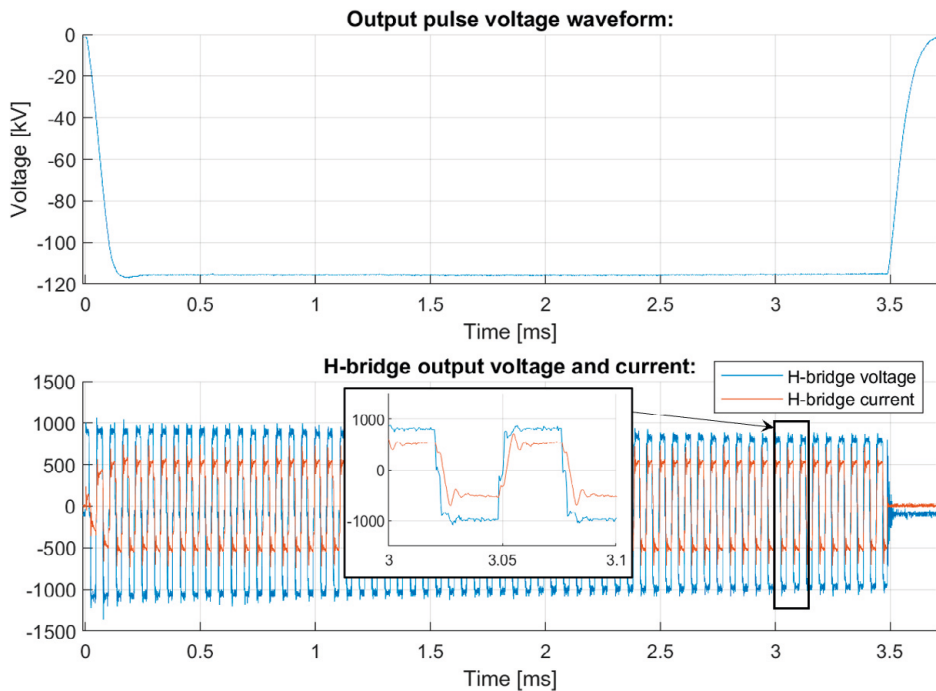 Output pulse voltage waveform:
0
-20
-40
-60
-80
-100
-120
Voltage [kV]
0 0.5 1 1.5 2 2.5 3 3.5
Time [ms]
H-bridge output voltage and current:
H-bridge voltage
H-bridge current
1500
1000
500
0
-500
-1000
-1500
1000
0
-1000
3 3.05 3.1
0 0.5 1 1.5 2 2.5 3 3.5
Time [ms]